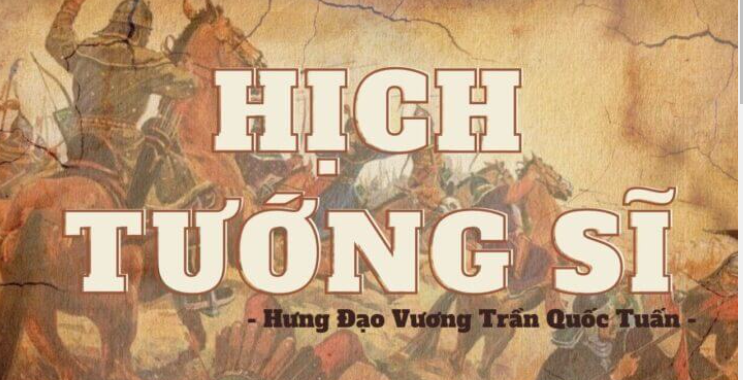 HỊCH
TƯỚNG SĨ
- Hưng Đạo Vương Trần Quốc Tuấn -